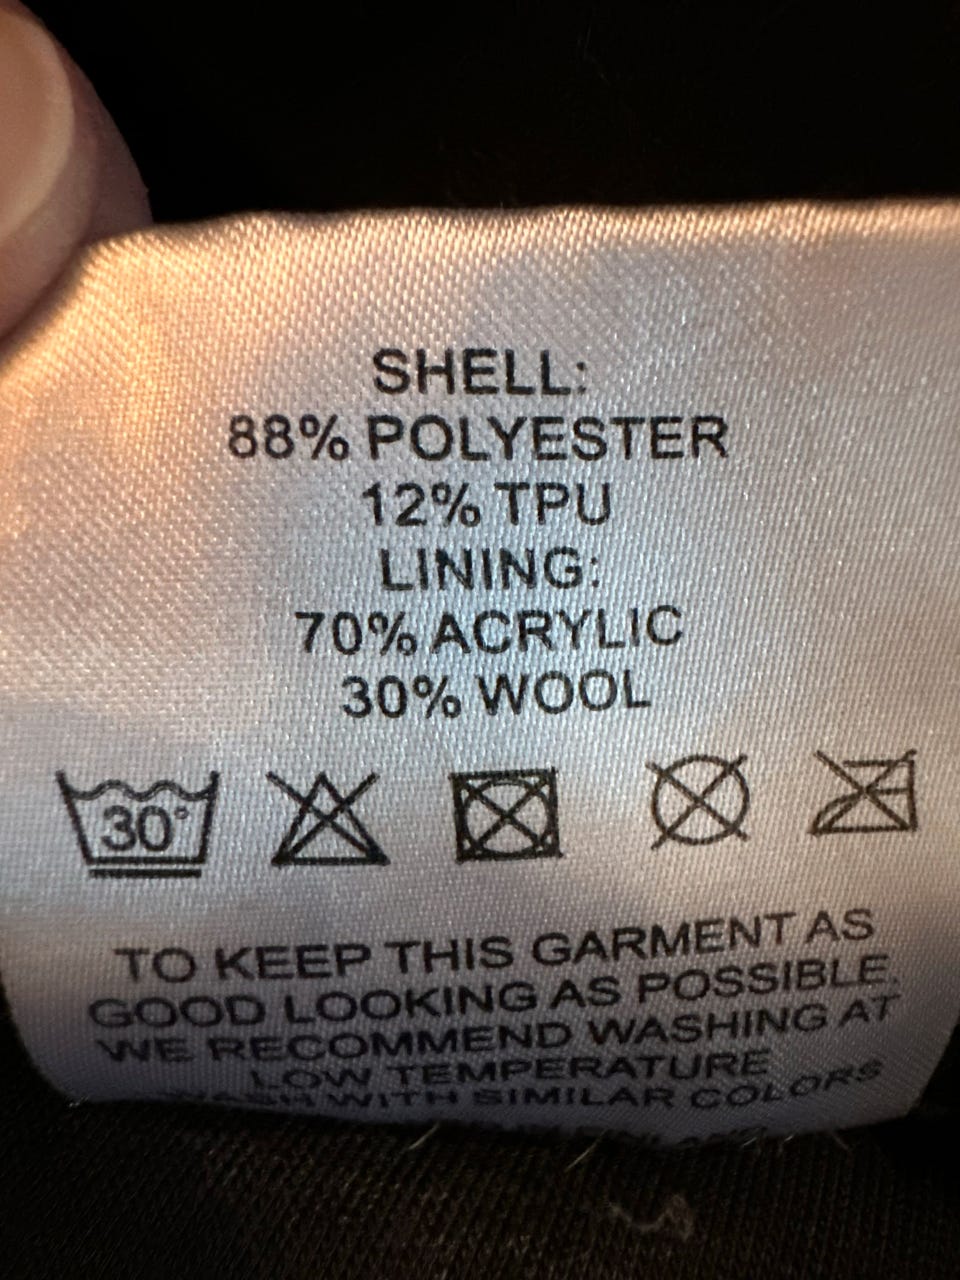 SHELL:
88% POLYESTER
12% TPU
LINING:
70% ACRYLIC
30% WOOL
30°
TO KEEP THIS GARMENT AS
GOOD LOOKING AS POSSIBLE.
WE RECOMMEND WASHING AT
LOW TEMPERATURE
WASH WITH SIMILAR COLORS